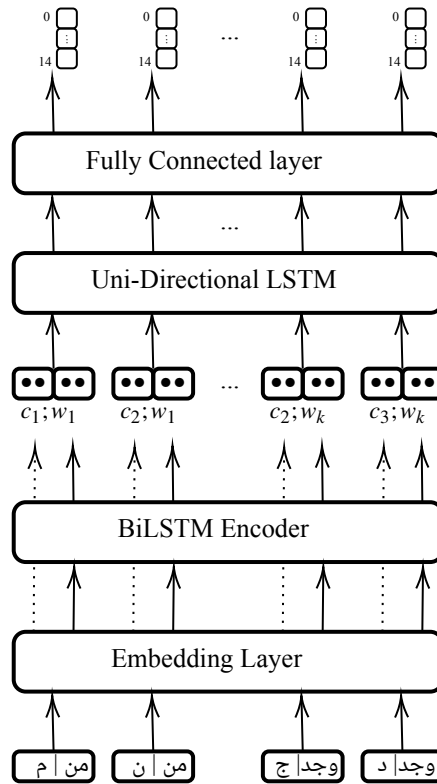 0 0 0 0
⋮ ⋮ ... ⋮ ⋮
14 14 14 14
Fully Connected layer
...
Uni-Directional LSTM
...
c₁;w₁ c₂;w₁ c₂;wₖ c₃;wₖ
BiLSTM Encoder
Embedding Layer
م | من ن | من ج | وجد د | وجد